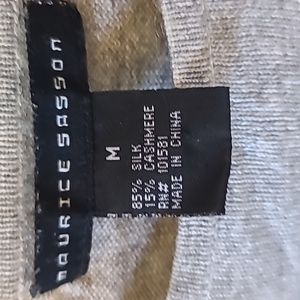 MAURICE SASSON
M
85% SILK
15% CASHMERE
RN# 101581
MADE IN CHINA